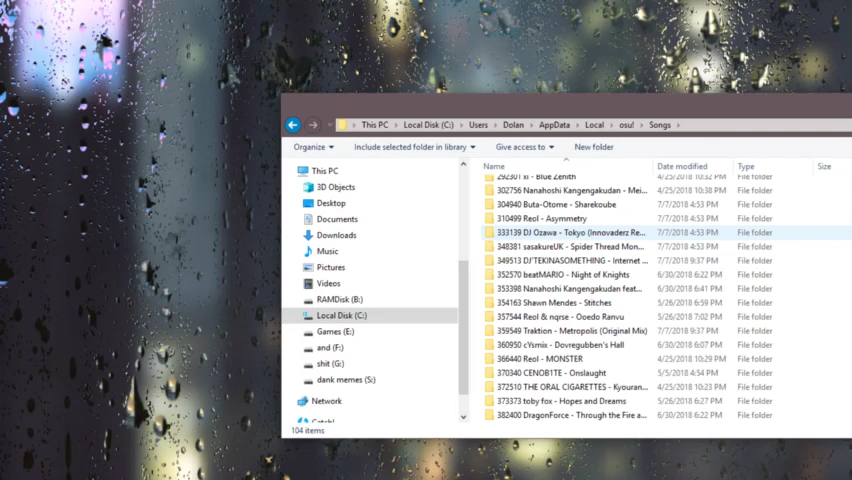 This PC > Local Disk (C:) > Users > Dolan > AppData > Local > osu! > Songs >
Organize Include selected folder in library Give access to New folder
This PC
3D Objects
Desktop
Documents
Downloads
Music
Pictures
Videos
RAMDisk (B:)
Local Disk (C:)
Games (E:)
and (F:)
shit (G:)
dank memes (S:)
Network
Catch!
Name Date modified Type Size
292301 xi - Blue Zenith 4/25/2018 10:32 PM File folder
302756 Nanahoshi Kangengakudan - Mei... 4/25/2018 10:38 PM File folder
304940 Buta-Otome - Sharekoube 7/7/2018 4:53 PM File folder
310499 Reol - Asymmetry 7/7/2018 4:53 PM File folder
333139 DJ Ozawa - Tokyo (Innovaderz Re... 7/7/2018 4:53 PM File folder
348381 sasakureUK - Spider Thread Mon... 7/7/2018 4:53 PM File folder
349513 DJ'TEKINASOMETHING - Internet ... 7/7/2018 9:37 PM File folder
352570 beatMARIO - Night of Knights 6/30/2018 6:22 PM File folder
353398 Nanahoshi Kangengakudan feat... 6/30/2018 6:41 PM File folder
354163 Shawn Mendes - Stitches 5/26/2018 6:59 PM File folder
357544 Reol & nqrse - Ooedo Ranvu 5/26/2018 7:02 PM File folder
359549 Traktion - Metropolis (Original Mix) 7/7/2018 9:37 PM File folder
360950 cYsmix - Dovregubben's Hall 6/30/2018 6:07 PM File folder
366440 Reol - MONSTER 4/25/2018 10:29 PM File folder
370340 CENOB1TE - Onslaught 5/5/2018 4:54 PM File folder
372510 THE ORAL CIGARETTES - Kyouran... 4/25/2018 10:23 PM File folder
373373 toby fox - Hopes and Dreams 5/26/2018 6:27 PM File folder
382400 DragonForce - Through the Fire a... 6/30/2018 6:22 PM File folder
104 items